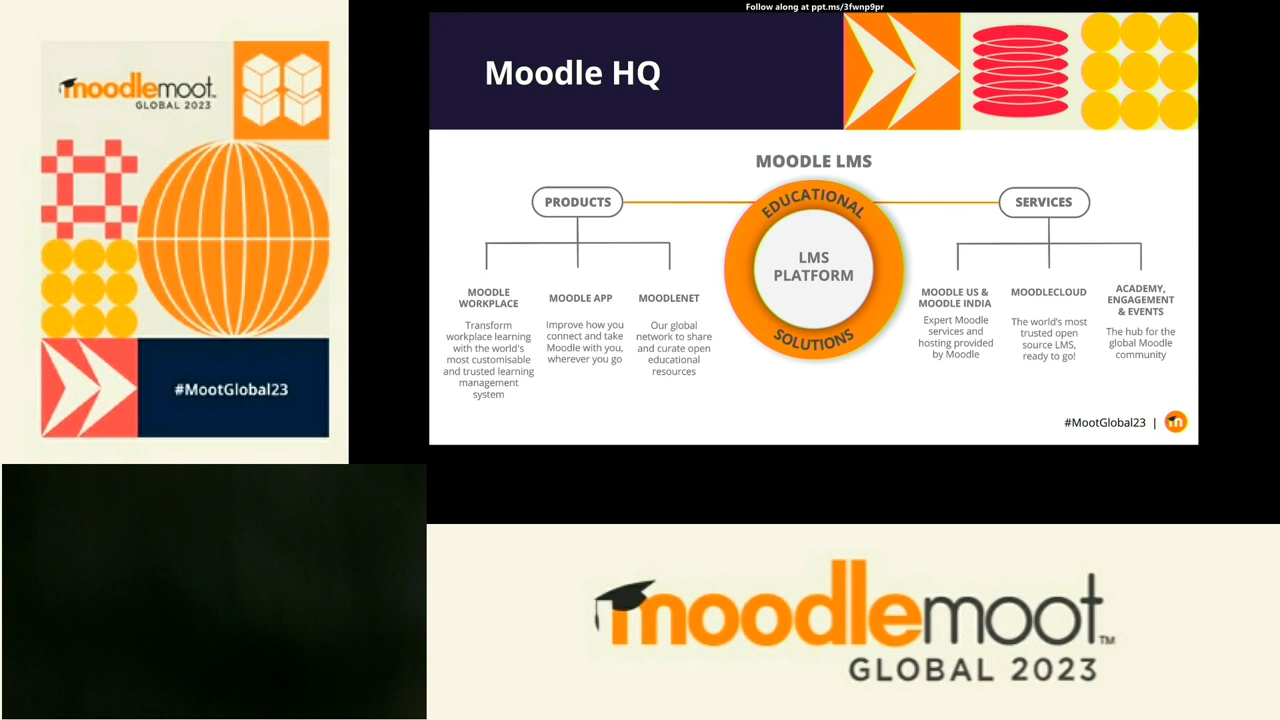 Follow along at ppt.ms/3fwnp9pr
moodlemoot™
GLOBAL 2023
#MootGlobal23
Moodle HQ
MOODLE LMS
PRODUCTS
EDUCATIONAL
LMS
PLATFORM
SOLUTIONS
SERVICES
MOODLE
WORKPLACE
Transform
workplace learning
with the world's
most customisable
and trusted learning
management
system
MOODLE APP
Improve how you
connect and take
Moodle with you,
wherever you go
MOODLENET
Our global
network to share
and curate open
educational
resources
MOODLE US &
MOODLE INDIA
Expert Moodle
services and
hosting provided
by Moodle
MOODLECLOUD
The world's most
trusted open
source LMS,
ready to go!
ACADEMY,
ENGAGEMENT
& EVENTS
The hub for the
global Moodle
community
#MootGlobal23 | m
moodlemoot™
GLOBAL 2023